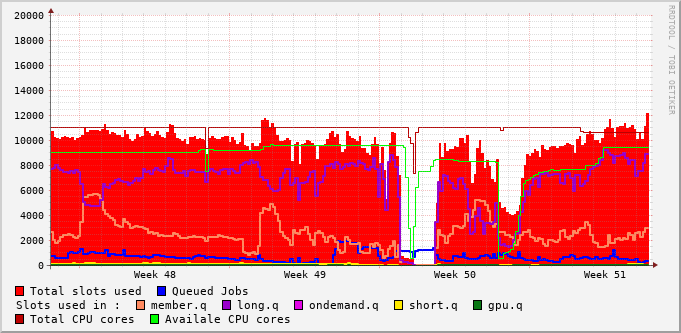 20000
18000
16000
14000
12000
10000
8000
6000
4000
2000
0
Week 48 Week 49 Week 50 Week 51
Total slots used Queued Jobs
Slots used in : member.q long.q ondemand.q short.q gpu.q
Total CPU cores Availale CPU cores
RRDTOOL / TOBI OETIKER